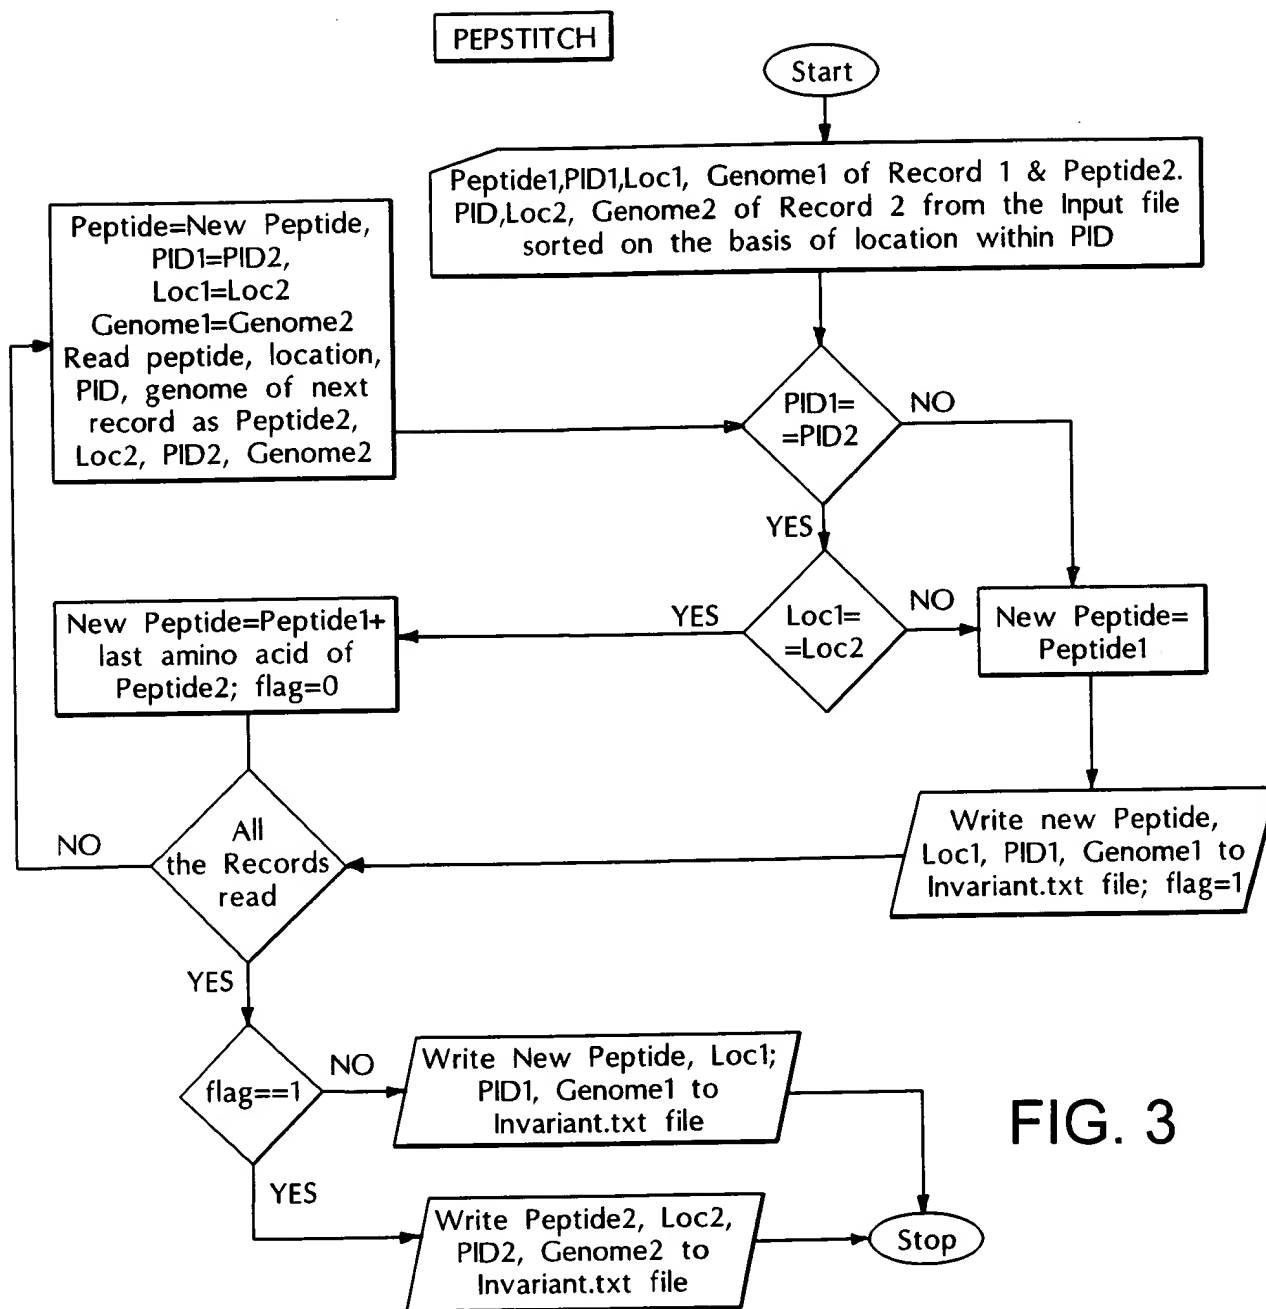 PEPSTITCH
Start
Peptide1,PID1,Loc1, Genome1 of Record 1 & Peptide2.
PID,Loc2, Genome2 of Record 2 from the Input file
sorted on the basis of location within PID
Peptide=New Peptide,
PID1=PID2,
Loc1=Loc2
Genome1=Genome2
Read peptide, location,
PID, genome of next
record as Peptide2,
Loc2, PID2, Genome2
PID1=
=PID2
NO
YES
Loc1=
=Loc2
YES
NO
New Peptide=
Peptide1
New Peptide=Peptide1+
last amino acid of
Peptide2; flag=0
All
the Records
read
NO
Write new Peptide,
Loc1, PID1, Genome1 to
Invariant.txt file; flag=1
YES
flag==1
NO
Write New Peptide, Loc1;
PID1, Genome1 to
Invariant.txt file
FIG. 3
YES
Write Peptide2, Loc2,
PID2, Genome2 to
Invariant.txt file
Stop